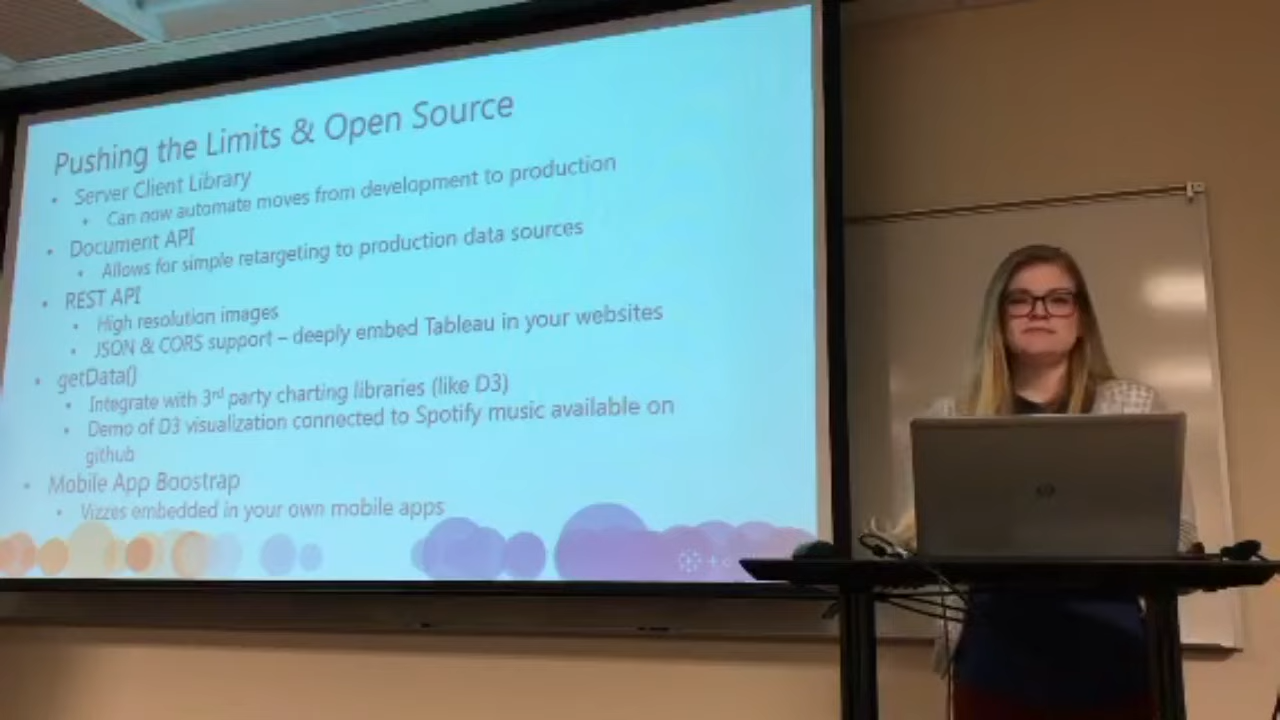 Pushing the Limits & Open Source
• Server Client Library
• Can now automate moves from development to production
• Document API
• Allows for simple retargeting to production data sources
• REST API
• High resolution images
• JSON & CORS support – deeply embed Tableau in your websites
• getData()
• Integrate with 3rd party charting libraries (like D3)
• Demo of D3 visualization connected to Spotify music available on
github
• Mobile App Boostrap
• Vizzes embedded in your own mobile apps